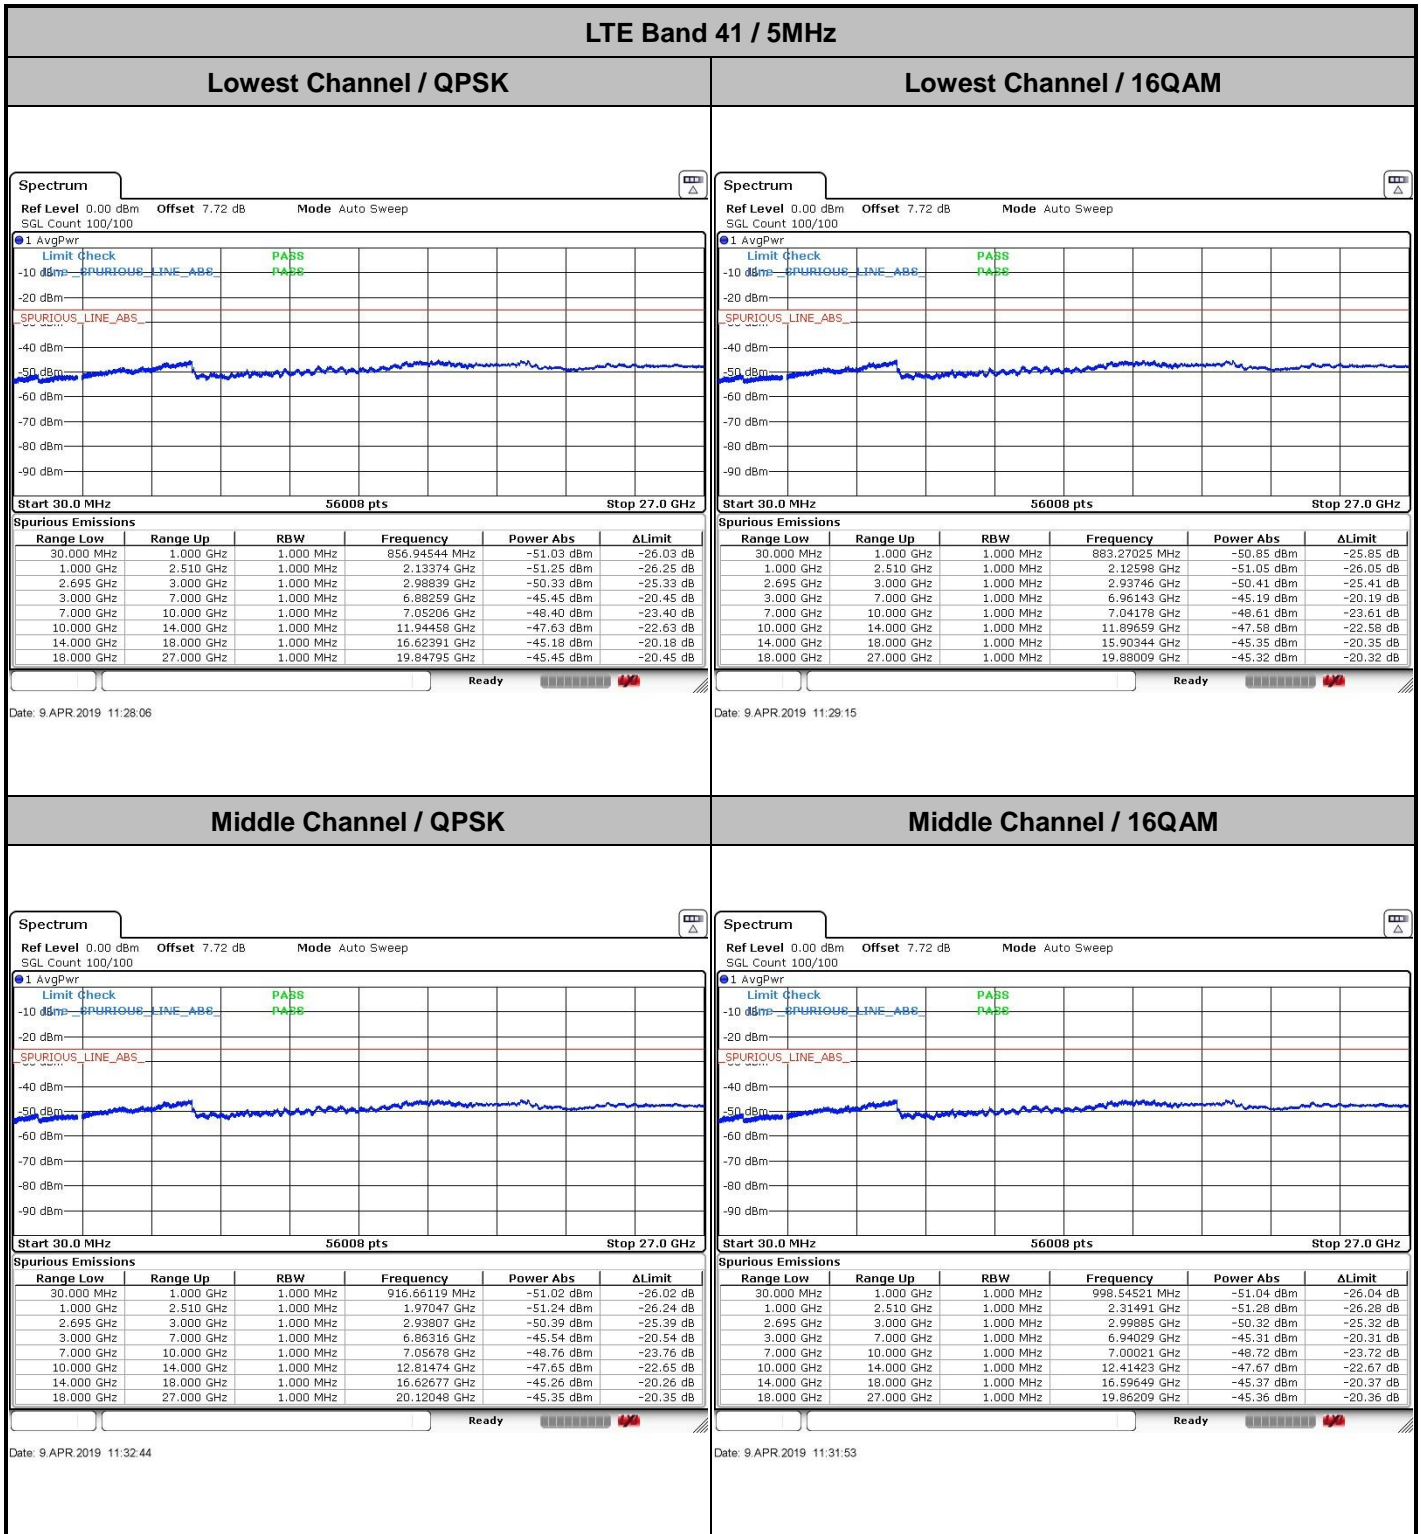 LTE Band 41 / 5MHz
Lowest Channel / QPSK
Lowest Channel / 16QAM
Spectrum
Ref Level 0.00 dBm Offset 7.72 dB Mode Auto Sweep
SGL Count 100/100
1 AvgPwr
Limit Check PASS
-10 dBm Line _SPURIOUS_LINE_ABS_ PASS
-20 dBm
_SPURIOUS_LINE_ABS_
-40 dBm
-50 dBm
-60 dBm
-70 dBm
-80 dBm
-90 dBm
Start 30.0 MHz 56008 pts Stop 27.0 GHz
Spurious Emissions
Range Low Range Up RBW Frequency Power Abs ΔLimit
30.000 MHz 1.000 GHz 1.000 MHz 856.94544 MHz -51.03 dBm -26.03 dB
1.000 GHz 2.510 GHz 1.000 MHz 2.13374 GHz -51.25 dBm -26.25 dB
2.695 GHz 3.000 GHz 1.000 MHz 2.98839 GHz -50.33 dBm -25.33 dB
3.000 GHz 7.000 GHz 1.000 MHz 6.88259 GHz -45.45 dBm -20.45 dB
7.000 GHz 10.000 GHz 1.000 MHz 7.05206 GHz -48.40 dBm -23.40 dB
10.000 GHz 14.000 GHz 1.000 MHz 11.94458 GHz -47.63 dBm -22.63 dB
14.000 GHz 18.000 GHz 1.000 MHz 16.62391 GHz -45.18 dBm -20.18 dB
18.000 GHz 27.000 GHz 1.000 MHz 19.84795 GHz -45.45 dBm -20.45 dB
Ready
Date: 9.APR.2019 11:28:06
Spectrum
Ref Level 0.00 dBm Offset 7.72 dB Mode Auto Sweep
SGL Count 100/100
1 AvgPwr
Limit Check PASS
-10 dBm Line _SPURIOUS_LINE_ABS_ PASS
-20 dBm
_SPURIOUS_LINE_ABS_
-40 dBm
-50 dBm
-60 dBm
-70 dBm
-80 dBm
-90 dBm
Start 30.0 MHz 56008 pts Stop 27.0 GHz
Spurious Emissions
Range Low Range Up RBW Frequency Power Abs ΔLimit
30.000 MHz 1.000 GHz 1.000 MHz 883.27025 MHz -50.85 dBm -25.85 dB
1.000 GHz 2.510 GHz 1.000 MHz 2.12598 GHz -51.05 dBm -26.05 dB
2.695 GHz 3.000 GHz 1.000 MHz 2.93746 GHz -50.41 dBm -25.41 dB
3.000 GHz 7.000 GHz 1.000 MHz 6.96143 GHz -45.19 dBm -20.19 dB
7.000 GHz 10.000 GHz 1.000 MHz 7.04178 GHz -48.61 dBm -23.61 dB
10.000 GHz 14.000 GHz 1.000 MHz 11.89659 GHz -47.58 dBm -22.58 dB
14.000 GHz 18.000 GHz 1.000 MHz 15.90344 GHz -45.35 dBm -20.35 dB
18.000 GHz 27.000 GHz 1.000 MHz 19.88009 GHz -45.32 dBm -20.32 dB
Ready
Date: 9.APR.2019 11:29:15
Middle Channel / QPSK
Middle Channel / 16QAM
Spectrum
Ref Level 0.00 dBm Offset 7.72 dB Mode Auto Sweep
SGL Count 100/100
1 AvgPwr
Limit Check PASS
-10 dBm Line _SPURIOUS_LINE_ABS_ PASS
-20 dBm
_SPURIOUS_LINE_ABS_
-40 dBm
-50 dBm
-60 dBm
-70 dBm
-80 dBm
-90 dBm
Start 30.0 MHz 56008 pts Stop 27.0 GHz
Spurious Emissions
Range Low Range Up RBW Frequency Power Abs ΔLimit
30.000 MHz 1.000 GHz 1.000 MHz 916.66119 MHz -51.02 dBm -26.02 dB
1.000 GHz 2.510 GHz 1.000 MHz 1.97047 GHz -51.24 dBm -26.24 dB
2.695 GHz 3.000 GHz 1.000 MHz 2.93807 GHz -50.39 dBm -25.39 dB
3.000 GHz 7.000 GHz 1.000 MHz 6.86316 GHz -45.54 dBm -20.54 dB
7.000 GHz 10.000 GHz 1.000 MHz 7.05678 GHz -48.76 dBm -23.76 dB
10.000 GHz 14.000 GHz 1.000 MHz 12.81474 GHz -47.65 dBm -22.65 dB
14.000 GHz 18.000 GHz 1.000 MHz 16.62677 GHz -45.26 dBm -20.26 dB
18.000 GHz 27.000 GHz 1.000 MHz 20.12048 GHz -45.35 dBm -20.35 dB
Ready
Date: 9.APR.2019 11:32:44
Spectrum
Ref Level 0.00 dBm Offset 7.72 dB Mode Auto Sweep
SGL Count 100/100
1 AvgPwr
Limit Check PASS
-10 dBm Line _SPURIOUS_LINE_ABS_ PASS
-20 dBm
_SPURIOUS_LINE_ABS_
-40 dBm
-50 dBm
-60 dBm
-70 dBm
-80 dBm
-90 dBm
Start 30.0 MHz 56008 pts Stop 27.0 GHz
Spurious Emissions
Range Low Range Up RBW Frequency Power Abs ΔLimit
30.000 MHz 1.000 GHz 1.000 MHz 998.54521 MHz -51.04 dBm -26.04 dB
1.000 GHz 2.510 GHz 1.000 MHz 2.31491 GHz -51.28 dBm -26.28 dB
2.695 GHz 3.000 GHz 1.000 MHz 2.99885 GHz -50.32 dBm -25.32 dB
3.000 GHz 7.000 GHz 1.000 MHz 6.94029 GHz -45.31 dBm -20.31 dB
7.000 GHz 10.000 GHz 1.000 MHz 7.00021 GHz -48.72 dBm -23.72 dB
10.000 GHz 14.000 GHz 1.000 MHz 12.41423 GHz -47.67 dBm -22.67 dB
14.000 GHz 18.000 GHz 1.000 MHz 16.59649 GHz -45.37 dBm -20.37 dB
18.000 GHz 27.000 GHz 1.000 MHz 19.86209 GHz -45.36 dBm -20.36 dB
Ready
Date: 9.APR.2019 11:31:53